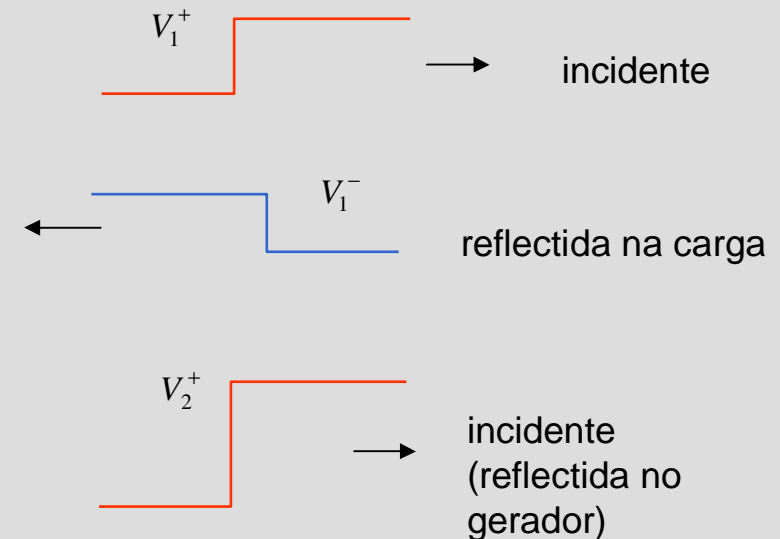 V₁⁺
incidente
V₁⁻
reflectida na carga
V₂⁺
incidente
(reflectida no
gerador)